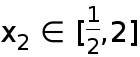 x₂ ∈ [1/2,2]